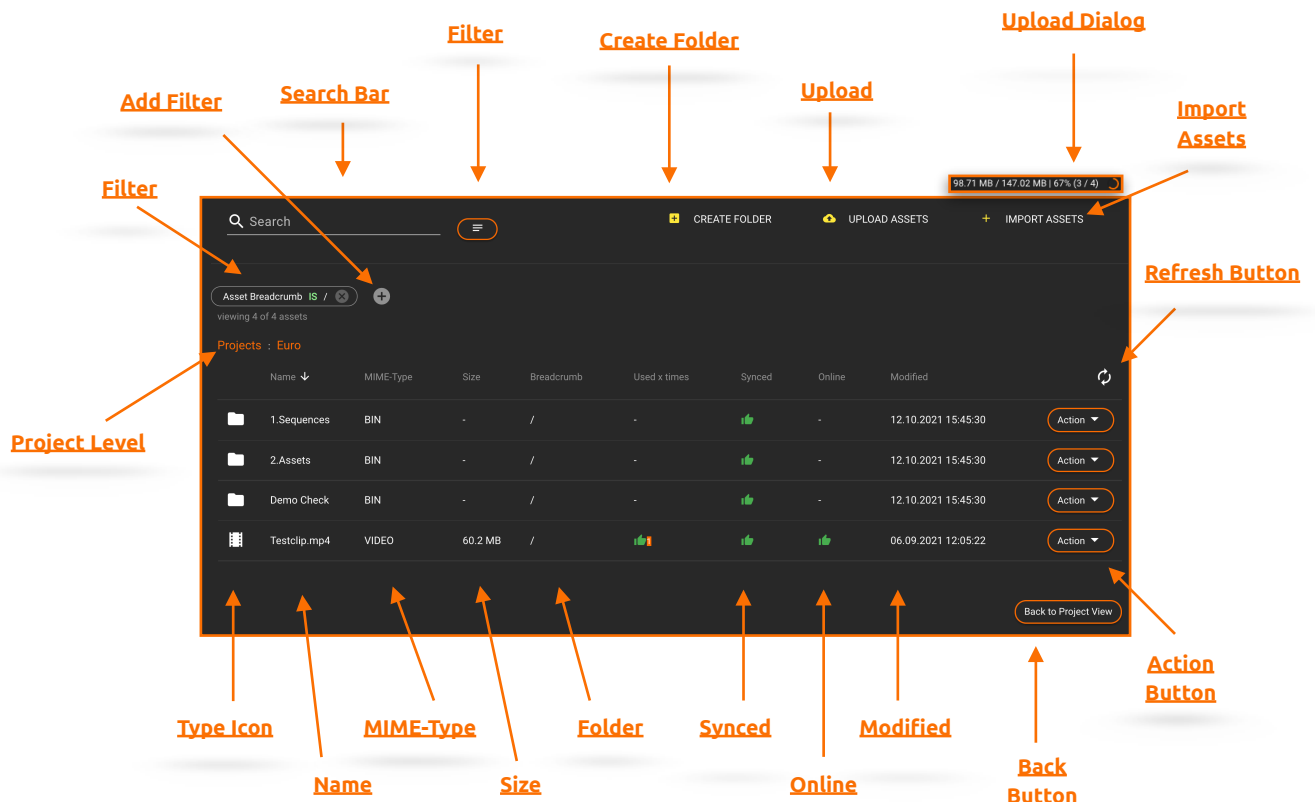 Upload Dialog
Filter
Create Folder
Upload
Search Bar
Add Filter
Import
Assets
Filter
98.71 MB / 147.02 MB | 67% (3 / 4)
Search
CREATE FOLDER
UPLOAD ASSETS
IMPORT ASSETS
Refresh Button
Asset Breadcrumb IS /
viewing 4 of 4 assets
Projects : Euro
Name MIME-Type Size Breadcrumb Used x times Synced Online Modified
1.Sequences BIN - / - - 12.10.2021 15:45:30 Action
Project Level
2.Assets BIN - / - - 12.10.2021 15:45:30 Action
Demo Check BIN - / - - 12.10.2021 15:45:30 Action
Testclip.mp4 VIDEO 60.2 MB / 06.09.2021 12:05:22 Action
Back to Project View
Action
Button
Type Icon
MIME-Type
Folder
Synced
Modified
Name
Size
Online
Back
Button